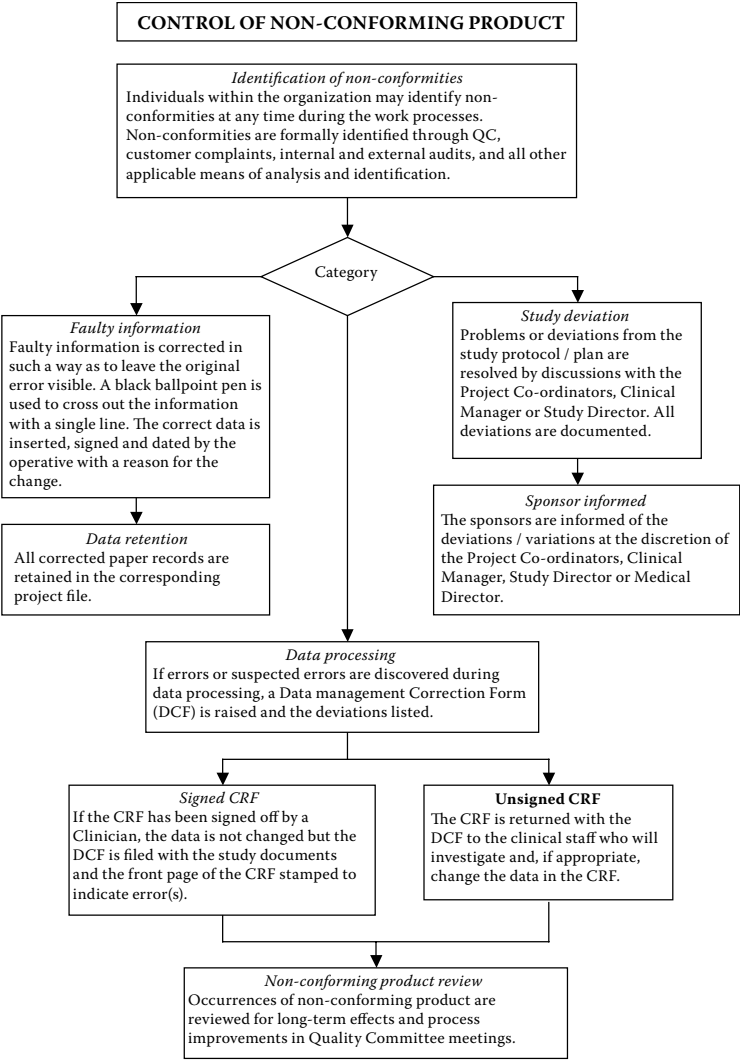 CONTROL OF NON-CONFORMING PRODUCT
Identification of non-conformities
Individuals within the organization may identify non-
conformities at any time during the work processes.
Non-conformities are formally identified through QC,
customer complaints, internal and external audits, and all other
applicable means of analysis and identification.
Category
Faulty information
Faulty information is corrected in
such a way as to leave the original
error visible. A black ballpoint pen is
used to cross out the information
with a single line. The correct data is
inserted, signed and dated by the
operative with a reason for the
change.
Data retention
All corrected paper records are
retained in the corresponding
project file.
Study deviation
Problems or deviations from the
study protocol / plan are
resolved by discussions with the
Project Co-ordinators, Clinical
Manager or Study Director. All
deviations are documented.
Sponsor informed
The sponsors are informed of the
deviations / variations at the discretion of
the Project Co-ordinators, Clinical
Manager, Study Director or Medical
Director.
Data processing
If errors or suspected errors are discovered during
data processing, a Data management Correction Form
(DCF) is raised and the deviations listed.
Signed CRF
If the CRF has been signed off by a
Clinician, the data is not changed but the
DCF is filed with the study documents
and the front page of the CRF stamped to
indicate error(s).
Unsigned CRF
The CRF is returned with the
DCF to the clinical staff who will
investigate and, if appropriate,
change the data in the CRF.
Non-conforming product review
Occurrences of non-conforming product are
reviewed for long-term effects and process
improvements in Quality Committee meetings.